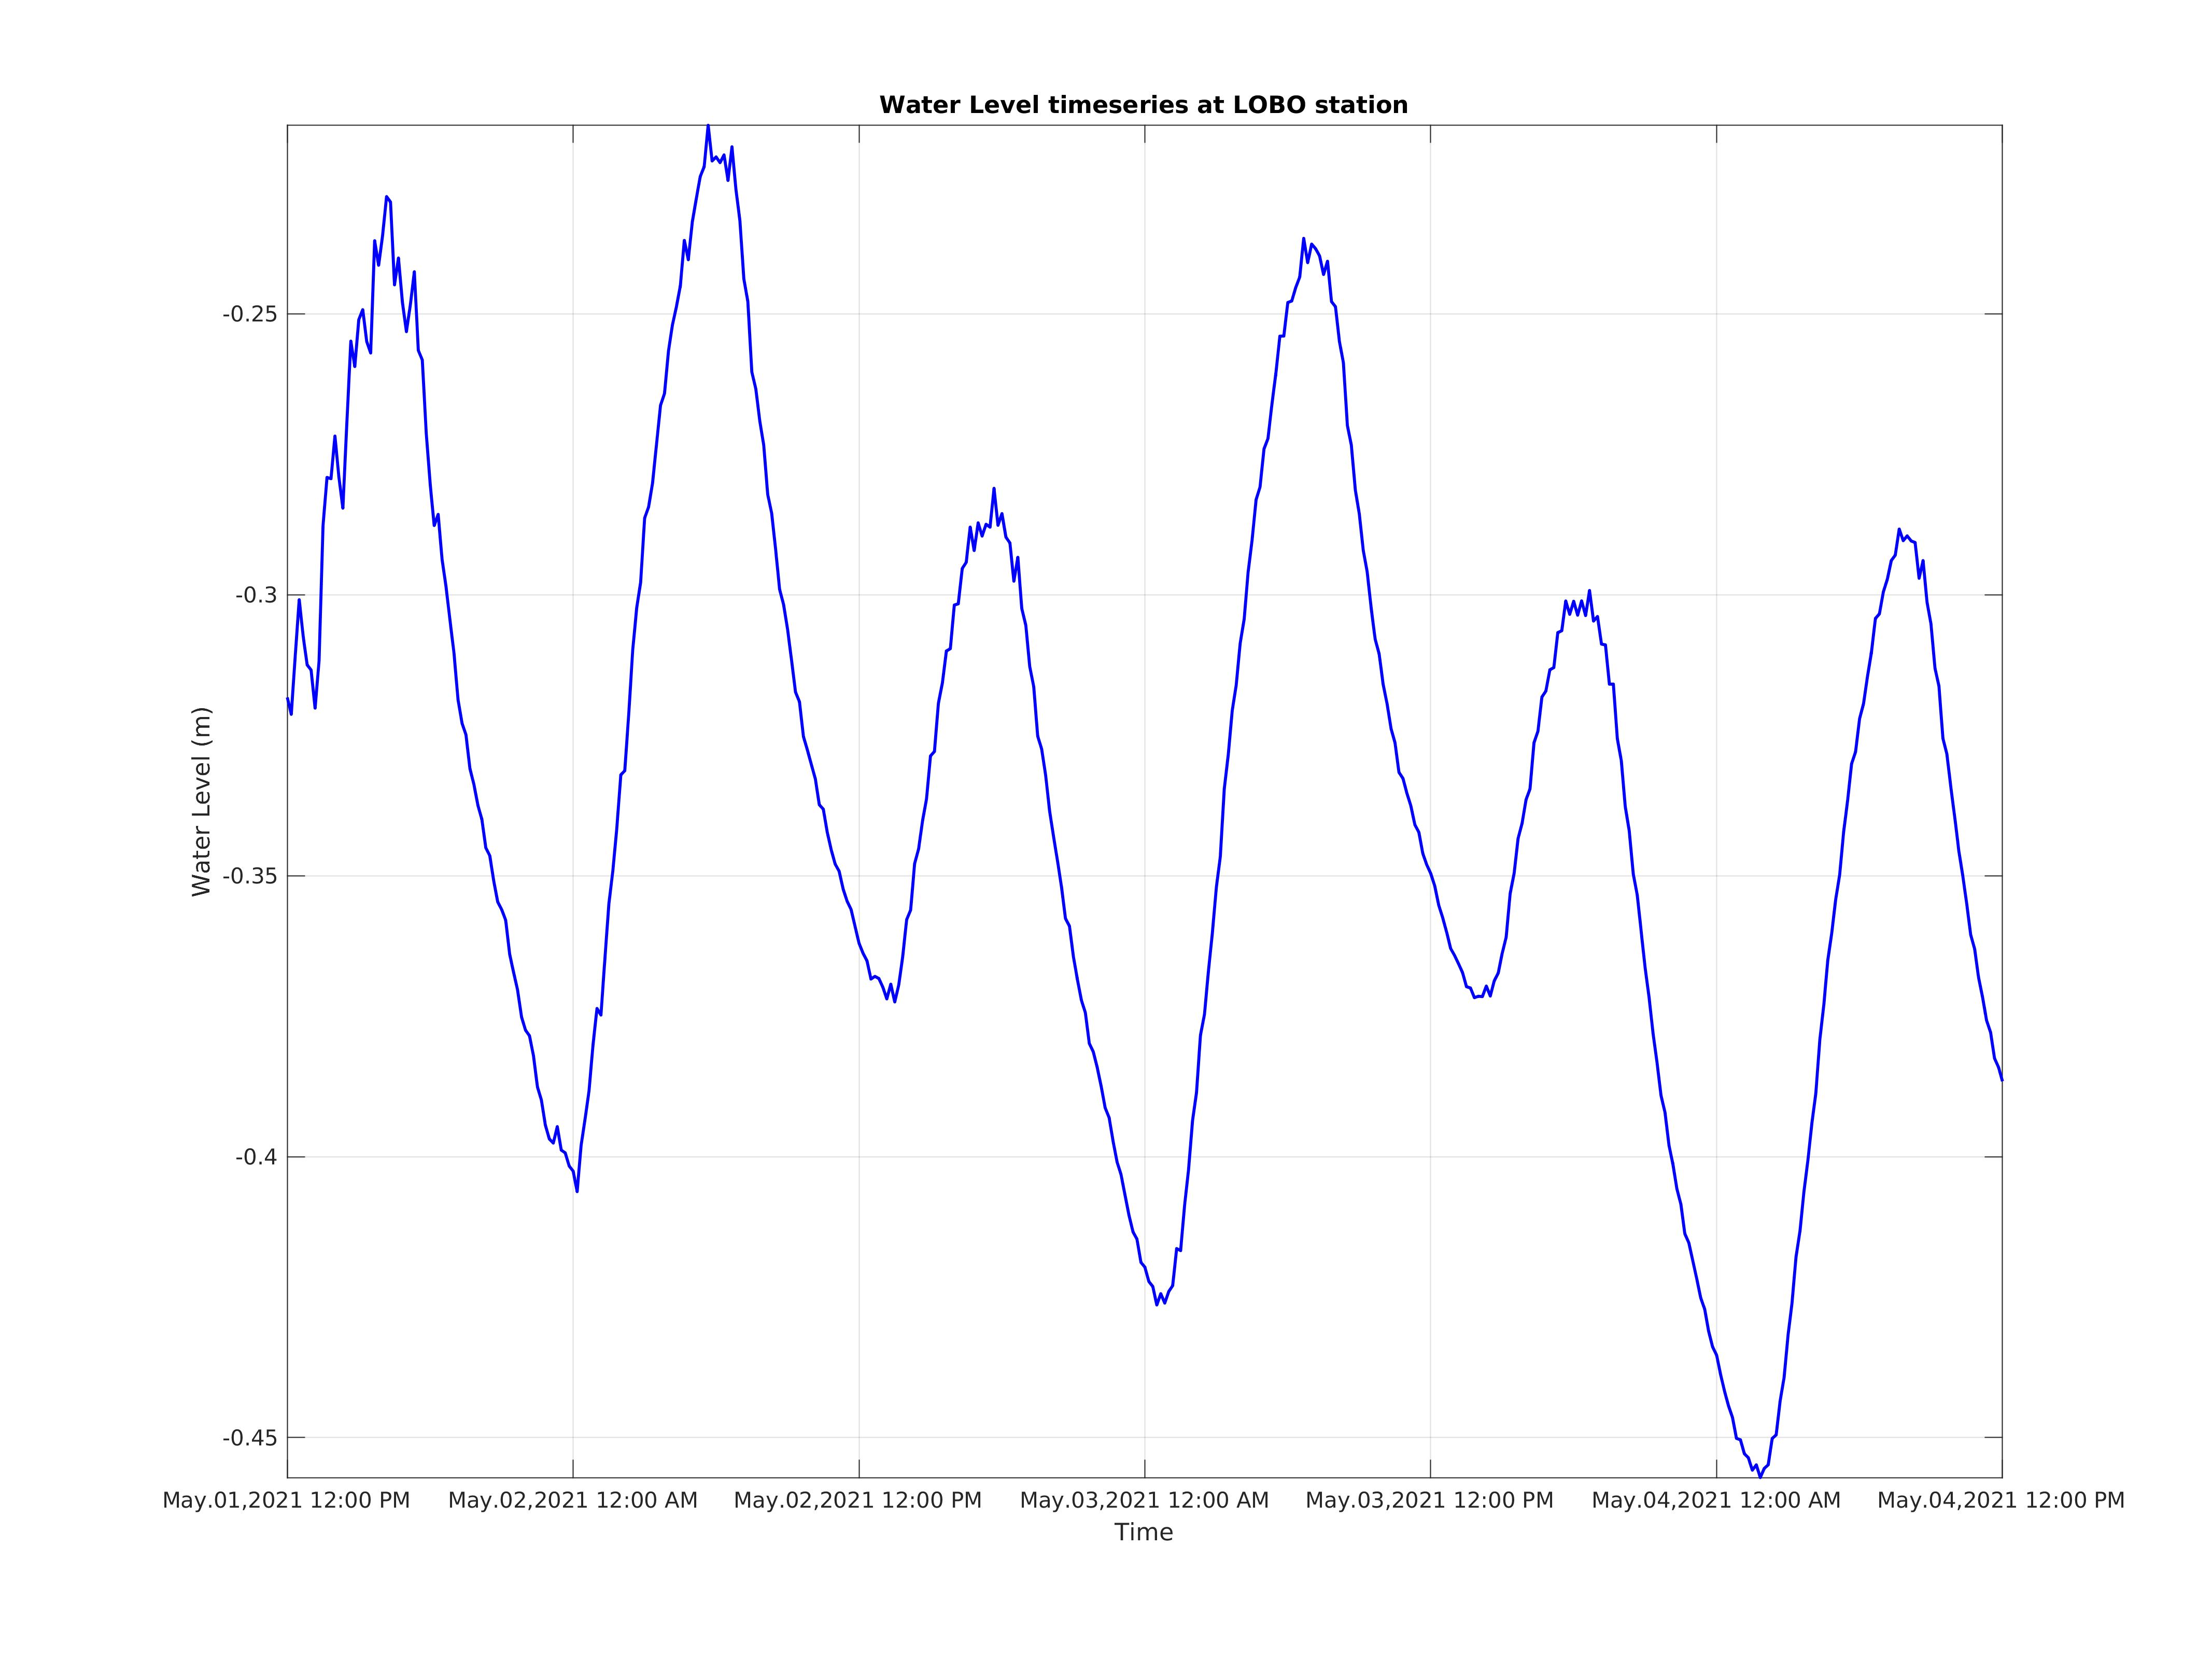 Water Level timeseries at LOBO station
-0.25
-0.3
-0.35
-0.4
-0.45
Water Level (m)
May.01,2021 12:00 PM
May.02,2021 12:00 AM
May.02,2021 12:00 PM
May.03,2021 12:00 AM
May.03,2021 12:00 PM
May.04,2021 12:00 AM
May.04,2021 12:00 PM
Time